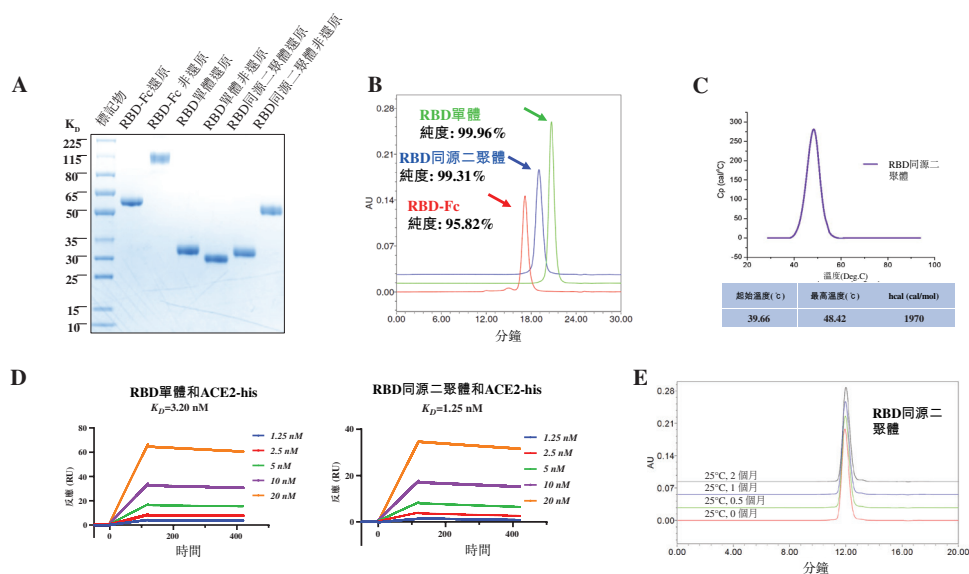 A
標記物
RBD-Fc還原
RBD-Fc 非還原
RBD單體還原
RBD單體非還原
RBD同源二聚體還原
RBD同源二聚體非還原
KD
225
115
80
65
50
35
30
25
15
10
B
0.28
0.21
0.14
0.07
0.00
AU
RBD單體
純度: 99.96%
RBD同源二聚體
純度: 99.31%
RBD-Fc
純度: 95.82%
0.00 6.00 12.00 18.00 24.00 30.00
分鐘
C
Cp (cal/°C)
300
250
200
150
100
50
0
-50
20 40 60 80 100
溫度(Deg.C)
RBD同源二
聚體
起始溫度(℃) 最高溫度(℃) hcal (cal/mol)
39.66 48.42 1970
D
RBD單體和ACE2-his
KD=3.20 nM
反應 (RU)
80
60
40
20
0
0 200 400
時間
1.25 nM
2.5 nM
5 nM
10 nM
20 nM
RBD同源二聚體和ACE2-his
KD=1.25 nM
反應 (RU)
40
20
0
0 200 400
時間
1.25 nM
2.5 nM
5 nM
10 nM
20 nM
E
0.28
0.21
0.14
0.07
0.00
AU
RBD同源二
聚體
25°C, 2 個月
25°C, 1 個月
25°C, 0.5 個月
25°C, 0 個月
0.00 4.00 8.00 12.00 16.00 20.00
分鐘